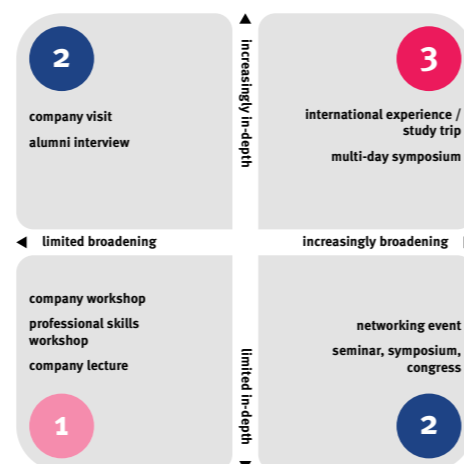 2
company visit
alumni interview
increasingly in-depth
3
international experience /
study trip
multi-day symposium
limited broadening
increasingly broadening
company workshop
professional skills
workshop
company lecture
1
limited in-depth
networking event
seminar, symposium,
congress
2